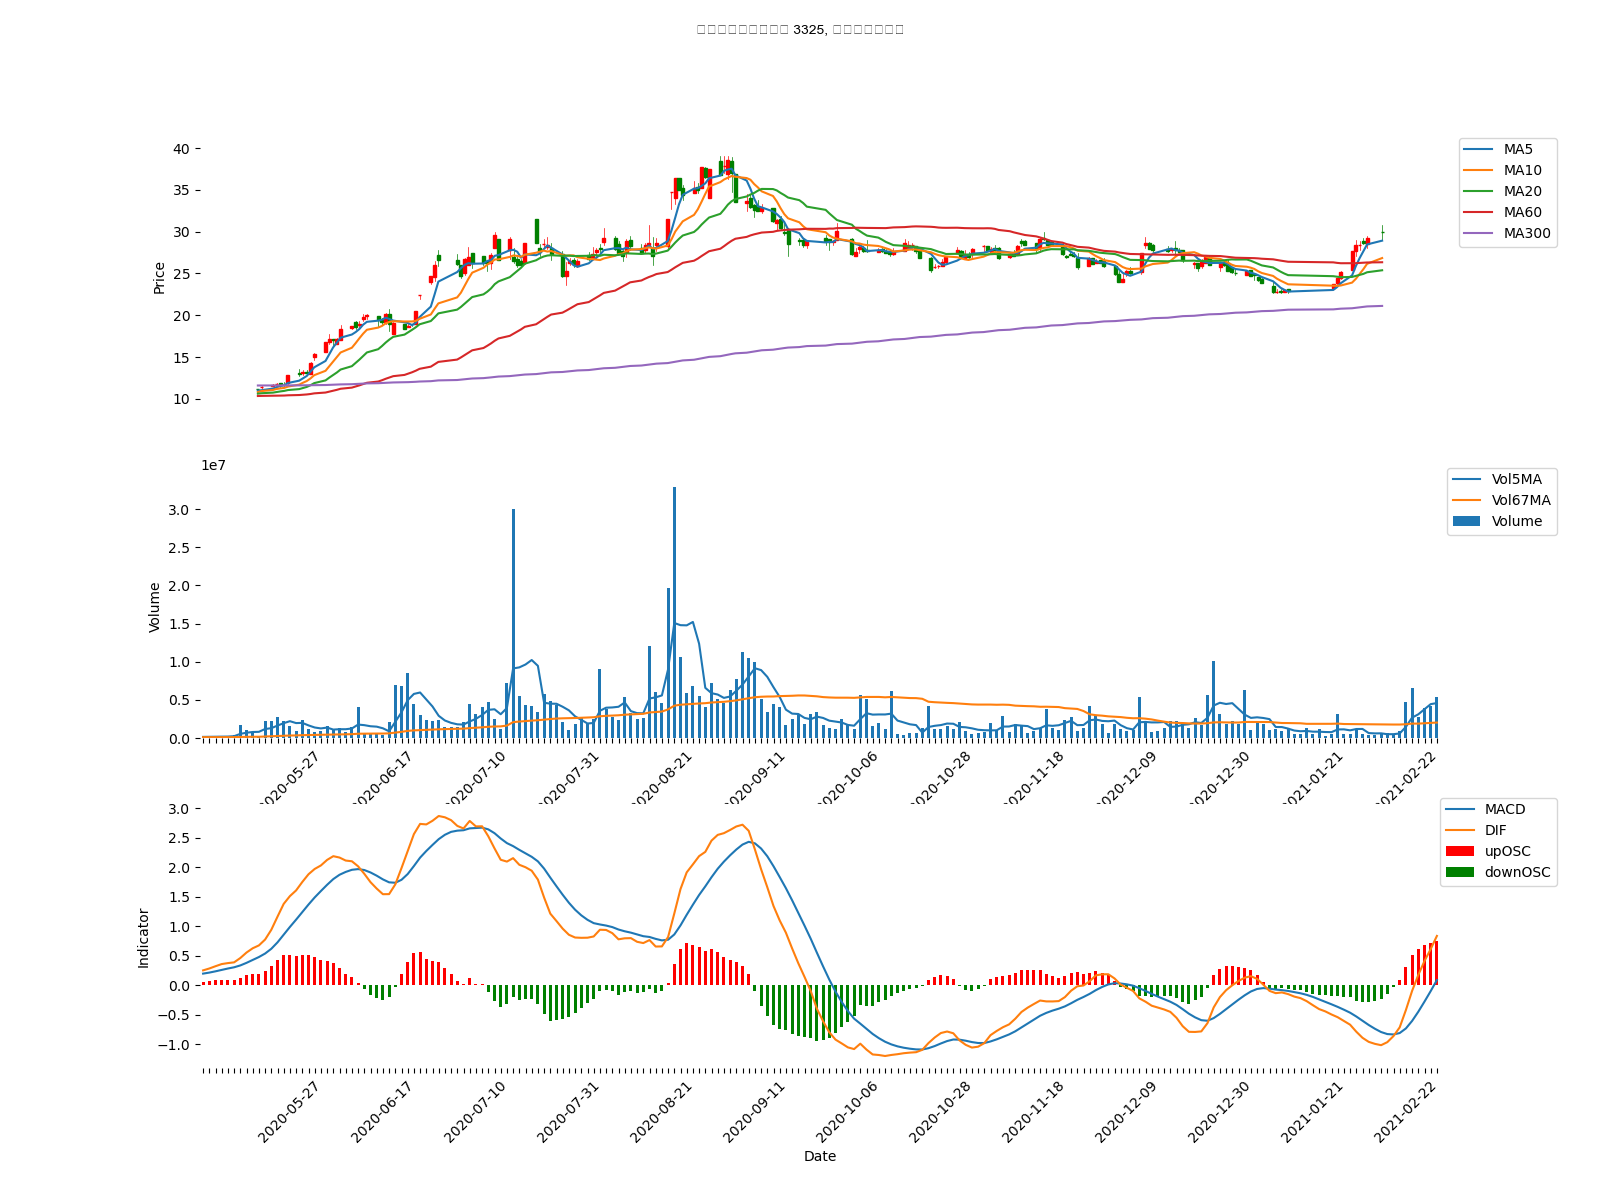 3325,
40
35
30
25
20
15
10
Price
MA5
MA10
MA20
MA60
MA300
1e7
3.0
2.5
2.0
1.5
1.0
0.5
0.0
Volume
Vol5MA
Vol67MA
Volume
2020-05-27
2020-06-17
2020-07-10
2020-07-31
2020-08-21
2020-09-11
2020-10-06
2020-10-28
2020-11-18
2020-12-09
2020-12-30
2021-01-21
2021-02-22
3.0
2.5
2.0
1.5
1.0
0.5
0.0
−0.5
−1.0
Indicator
MACD
DIF
upOSC
downOSC
2020-05-27
2020-06-17
2020-07-10
2020-07-31
2020-08-21
2020-09-11
2020-10-06
2020-10-28
2020-11-18
2020-12-09
2020-12-30
2021-01-21
2021-02-22
Date